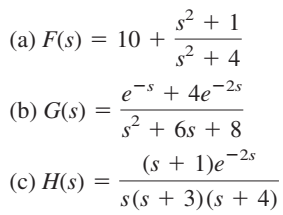 (a) F(s) = 10 + (s² + 1)/(s² + 4)
(b) G(s) = (e⁻ˢ + 4e⁻²ˢ)/(s² + 6s + 8)
(c) H(s) = ((s + 1)e⁻²ˢ)/(s(s + 3)(s + 4))